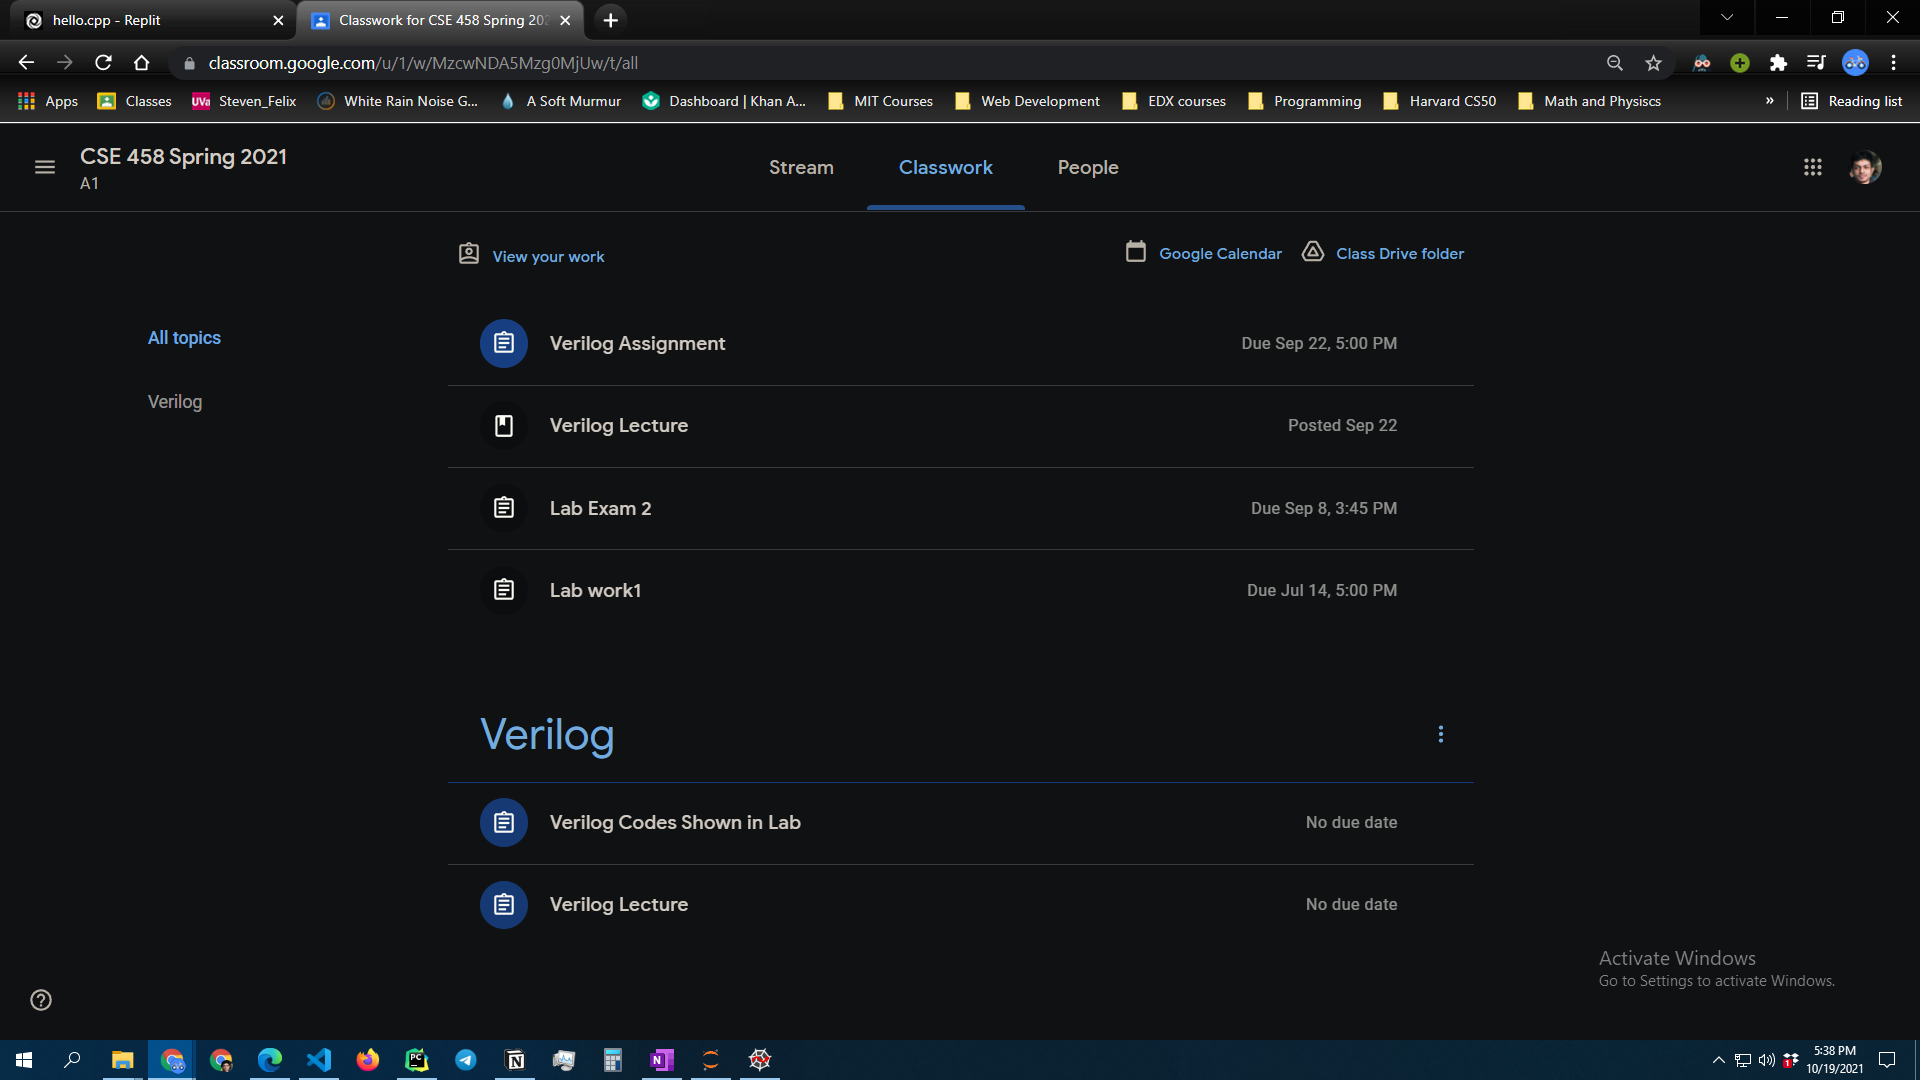 hello.cpp - Replit
Classwork for CSE 458 Spring 202
classroom.google.com/u/1/w/MzcwNDA5Mzg0MjUw/t/all
Apps
Classes
UVa
Steven_Felix
White Rain Noise G...
A Soft Murmur
Dashboard | Khan A...
MIT Courses
Web Development
EDX courses
Programming
Harvard CS50
Math and Physiscs
»
Reading list
CSE 458 Spring 2021
A1
Stream
Classwork
People
View your work
Google Calendar
Class Drive folder
All topics
Verilog
Verilog Assignment
Due Sep 22, 5:00 PM
Verilog Lecture
Posted Sep 22
Lab Exam 2
Due Sep 8, 3:45 PM
Lab work1
Due Jul 14, 5:00 PM
Verilog
Verilog Codes Shown in Lab
No due date
Verilog Lecture
No due date
Activate Windows
Go to Settings to activate Windows.
PC
N
N
1
5:38 PM
10/19/2021